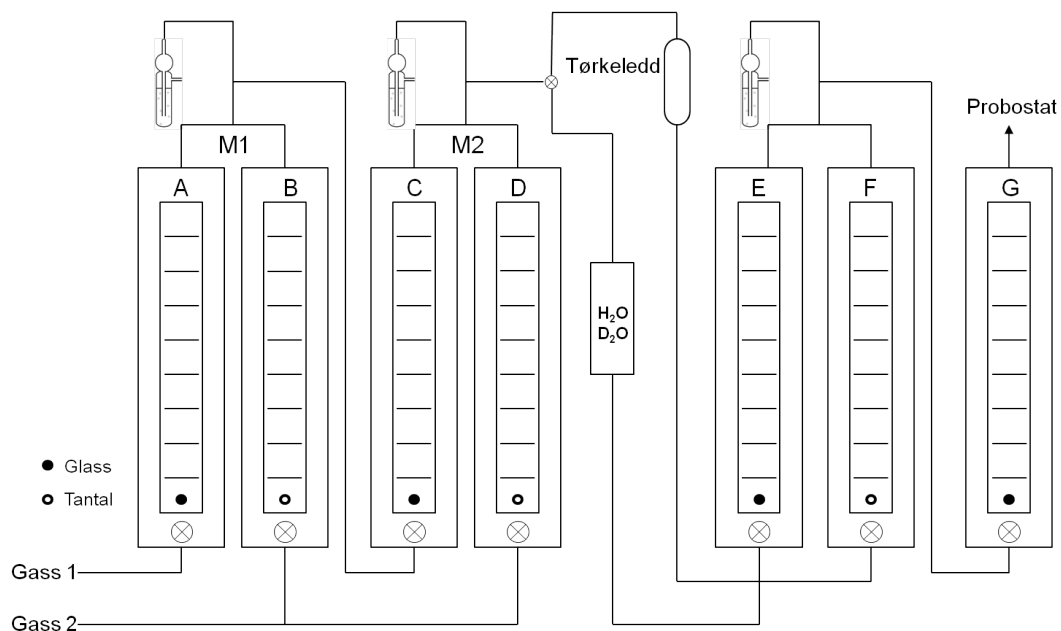 Tørkeledd
Probostat
M1
M2
A
B
C
D
E
F
G
H₂O
D₂O
Glass
Tantal
Gass 1
Gass 2